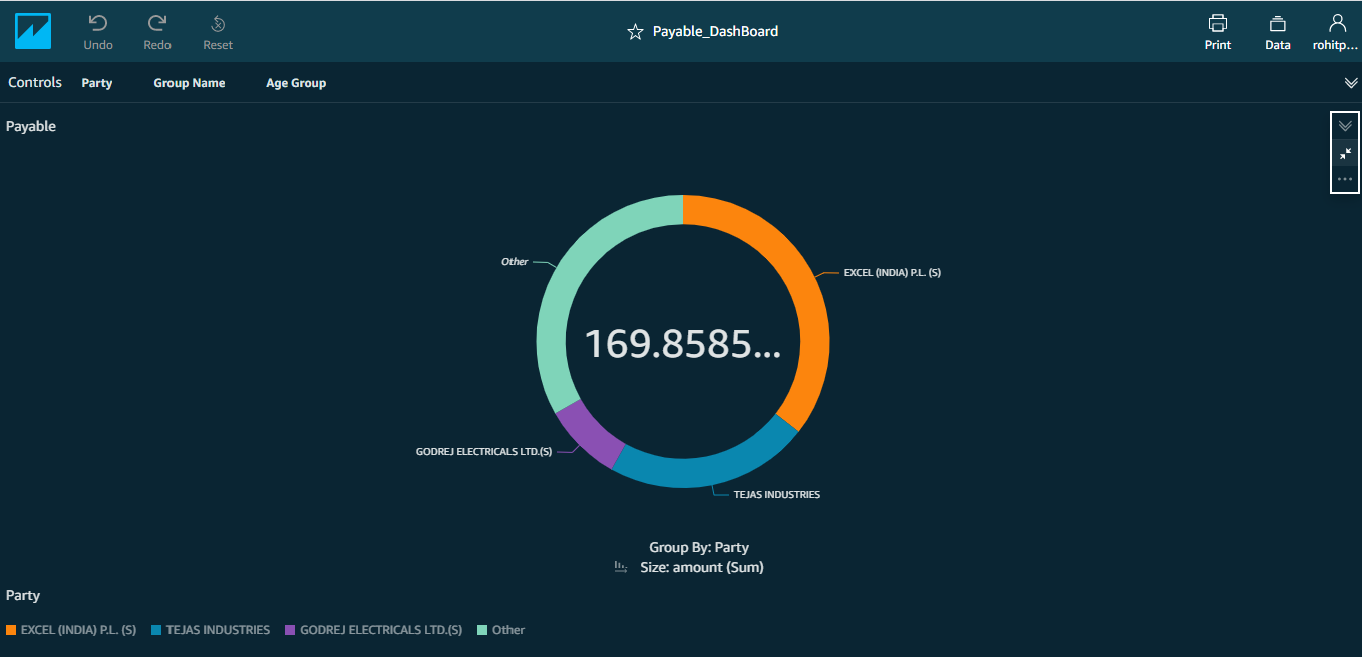 Undo Redo Reset
Payable_DashBoard
Print Data rohitp...
Controls Party Group Name Age Group
Payable
Other
EXCEL (INDIA) P.L. (S)
169.8585...
GODREJ ELECTRICALS LTD.(S)
TEJAS INDUSTRIES
Group By: Party
Size: amount (Sum)
Party
EXCEL (INDIA) P.L. (S) TEJAS INDUSTRIES GODREJ ELECTRICALS LTD.(S) Other